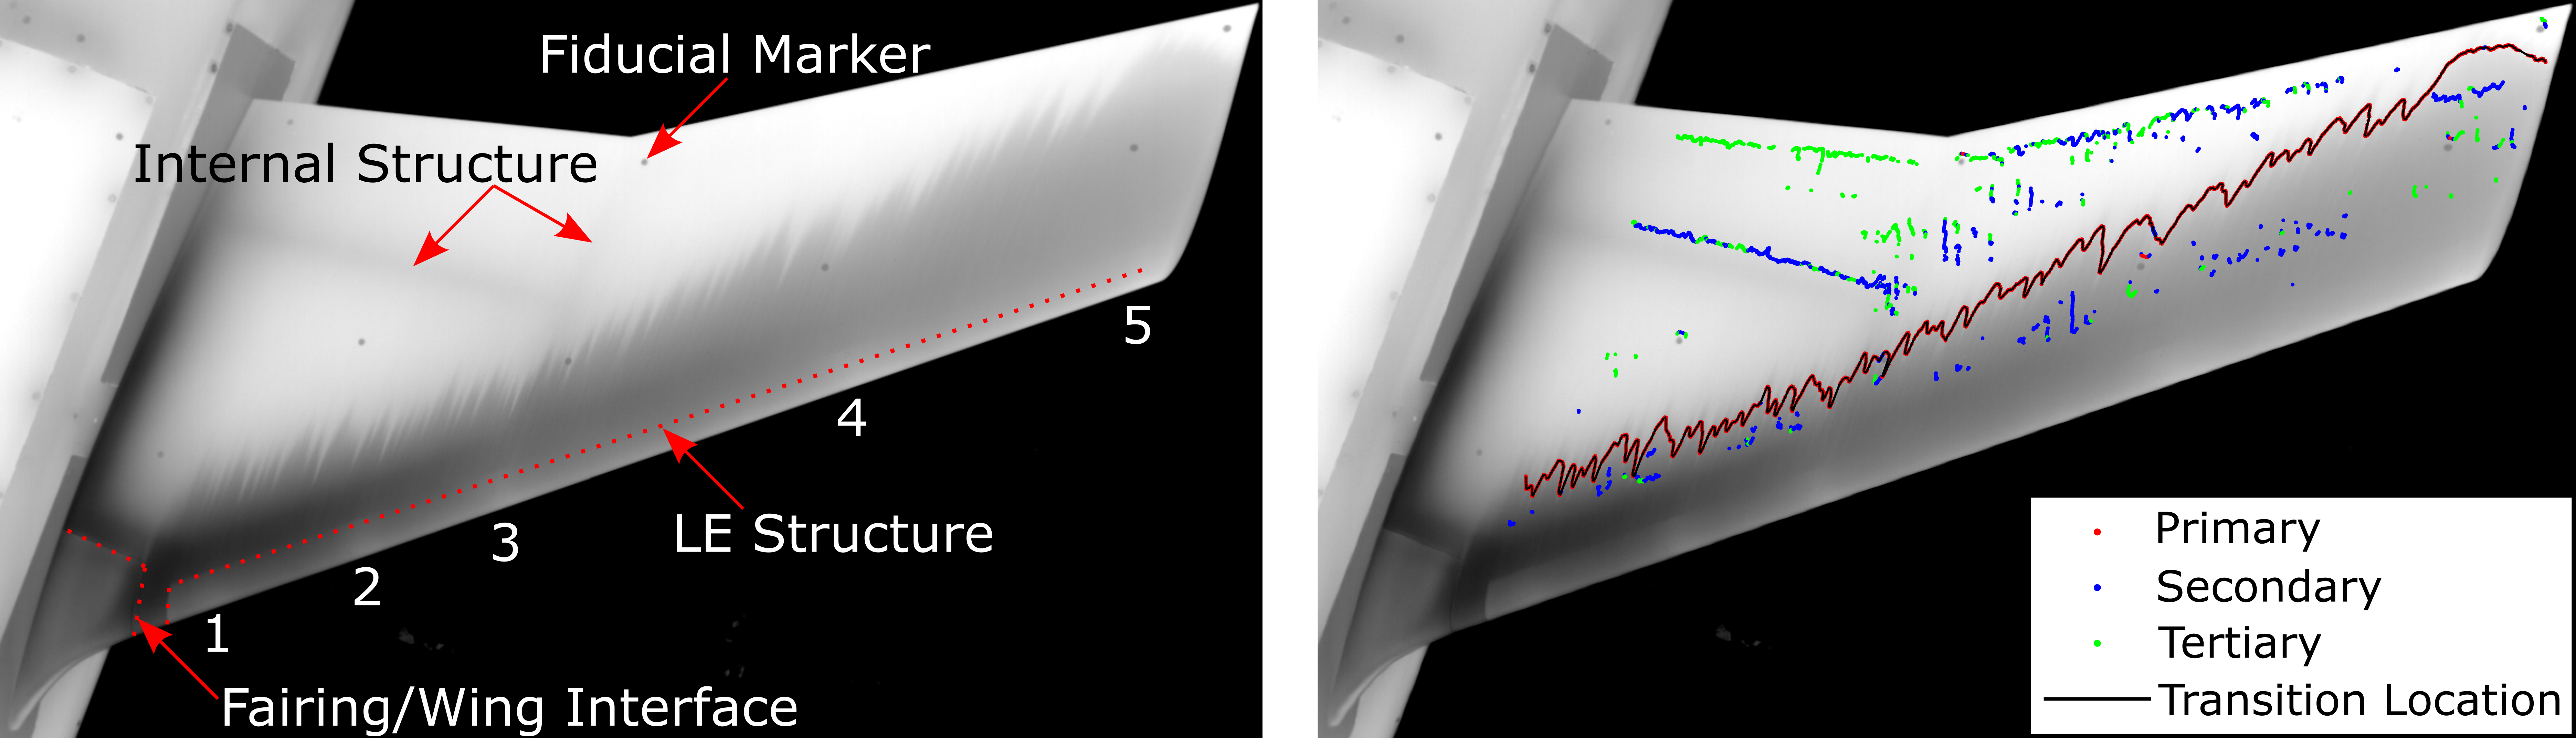 Fiducial Marker
Internal Structure
5
4
LE Structure
3
2
1
Fairing/Wing Interface
Primary
Secondary
Tertiary
Transition Location